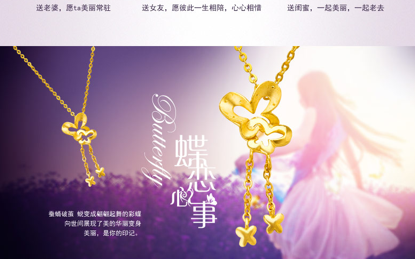 送老婆，愿ta美丽常驻
送女友，愿彼此一生相陪，心心相惜
送闺蜜，一起美丽，一起老去
Butterfly
蝶恋
心事
蚕蛹破茧 蜕变成翩翩起舞的彩蝶
向世间展现了美的华丽变身
美丽，是你的印记。